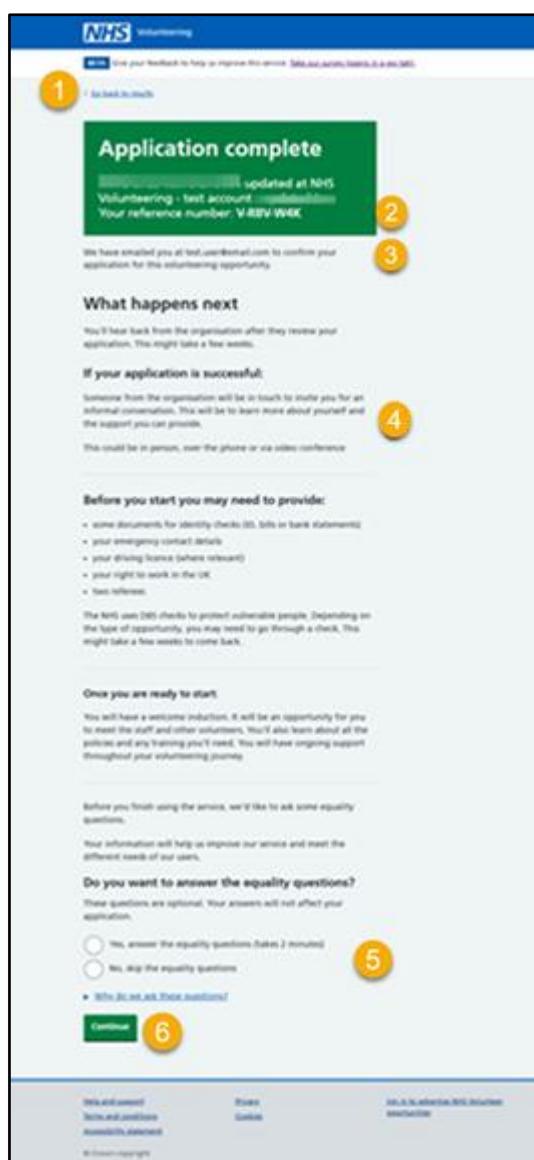 NHS Volunteering
BETA Give your feedback to help us improve this service. Take our survey (opens in a new tab).
1
Go back to results
Application complete
updated at NHS
Volunteering - test account
Your reference number: V-RBV-W4K
2
We have emailed you at test.user@email.com to confirm your
application for this volunteering opportunity.
3
What happens next
You'll hear back from the organisation after they review your
application. This might take a few weeks.
If your application is successful:
Someone from the organisation will be in touch to invite you for an
informal conversation. This will be to learn more about yourself and
the support you can provide.
4
This could be in person, over the phone or via video conference
Before you start you may need to provide:
• some documents for identity checks (ID, bills or bank statements)
• your emergency contact details
• your driving licence (where relevant)
• your right to work in the UK
• two referees
The NHS uses DBS checks to protect vulnerable people. Depending on
the type of opportunity, you may need to go through a check. This
might take a few weeks to come back.
Once you are ready to start
You will have a welcome induction. It will be an opportunity for you
to meet the staff and other volunteers. You'll also learn about all the
policies and any training you'll need. You will have ongoing support
throughout your volunteering journey.
Before you finish using the service, we'd like to ask some equality
questions.
Your information will help us improve our service and meet the
different needs of our users.
Do you want to answer the equality questions?
These questions are optional. Your answers will not affect your
application.
Yes, answer the equality questions (takes 2 minutes)
5
No, skip the equality questions
Why do we ask these questions?
Continue
6
Help and support
Terms and conditions
Accessibility statement
Privacy
Cookies
to advertise NHS Volunteer
opportunities
© Crown copyright